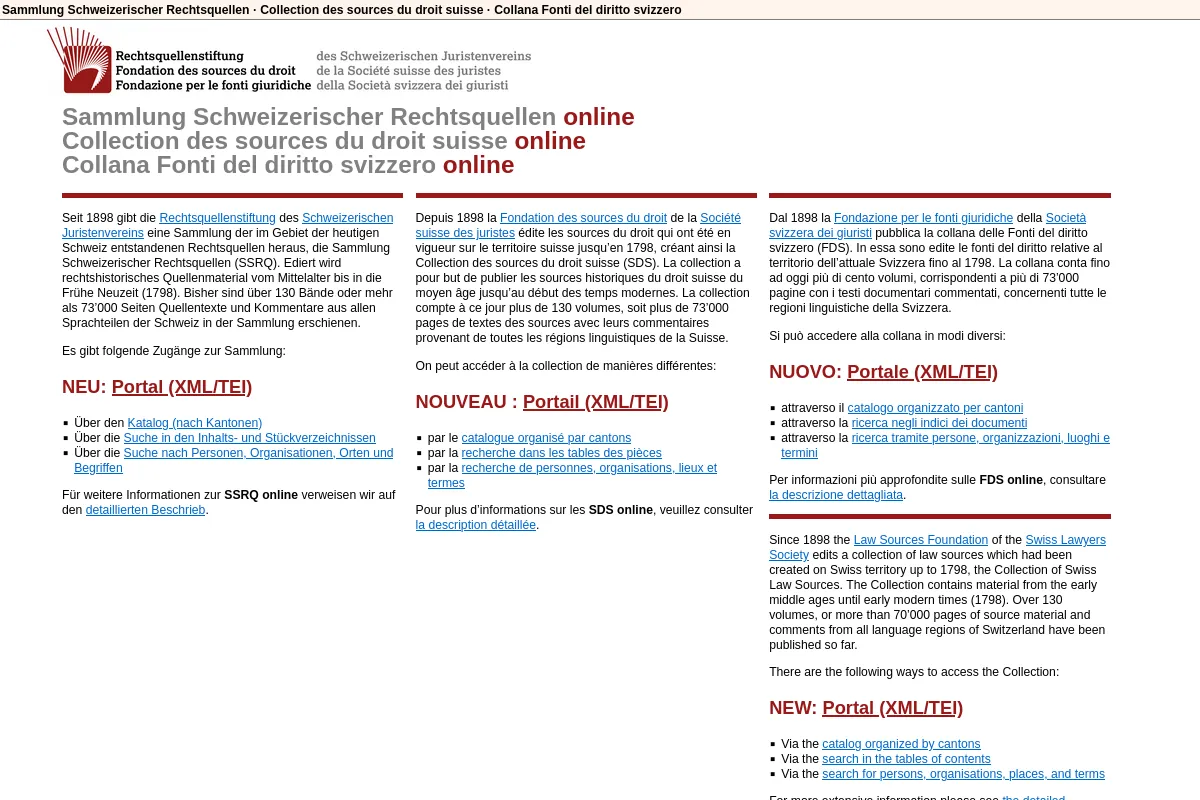 Sammlung Schweizerischer Rechtsquellen · Collection des sources du droit suisse · Collana Fonti del diritto svizzero
Rechtsquellenstiftung des Schweizerischen Juristenvereins
Fondation des sources du droit de la Société suisse des juristes
Fondazione per le fonti giuridiche della Società svizzera dei giuristi
Sammlung Schweizerischer Rechtsquellen online
Collection des sources du droit suisse online
Collana Fonti del diritto svizzero online
Seit 1898 gibt die Rechtsquellenstiftung des Schweizerischen
Juristenvereins eine Sammlung der im Gebiet der heutigen
Schweiz entstandenen Rechtsquellen heraus, die Sammlung
Schweizerischer Rechtsquellen (SSRQ). Ediert wird
rechtshistorisches Quellenmaterial vom Mittelalter bis in die
Frühe Neuzeit (1798). Bisher sind über 130 Bände oder mehr
als 73’000 Seiten Quellentexte und Kommentare aus allen
Sprachteilen der Schweiz in der Sammlung erschienen.
Es gibt folgende Zugänge zur Sammlung:
NEU: Portal (XML/TEI)
▪ Über den Katalog (nach Kantonen)
▪ Über die Suche in den Inhalts- und Stückverzeichnissen
▪ Über die Suche nach Personen, Organisationen, Orten und
Begriffen
Für weitere Informationen zur SSRQ online verweisen wir auf
den detaillierten Beschrieb.
Depuis 1898 la Fondation des sources du droit de la Société
suisse des juristes édite les sources du droit qui ont été en
vigueur sur le territoire suisse jusqu’en 1798, créant ainsi la
Collection des sources du droit suisse (SDS). La collection a
pour but de publier les sources historiques du droit suisse du
moyen âge jusqu’au début des temps modernes. La collection
compte à ce jour plus de 130 volumes, soit plus de 73’000
pages de textes des sources avec leurs commentaires
provenant de toutes les régions linguistiques de la Suisse.
On peut accéder à la collection de manières différentes:
NOUVEAU : Portail (XML/TEI)
▪ par le catalogue organisé par cantons
▪ par la recherche dans les tables des pièces
▪ par la recherche de personnes, organisations, lieux et
termes
Pour plus d’informations sur les SDS online, veuillez consulter
la description détaillée.
Dal 1898 la Fondazione per le fonti giuridiche della Società
svizzera dei giuristi pubblica la collana delle Fonti del diritto
svizzero (FDS). In essa sono edite le fonti del diritto relative al
territorio dell’attuale Svizzera fino al 1798. La collana conta fino
ad oggi più di cento volumi, corrispondenti a più di 73’000
pagine con i testi documentari commentati, concernenti tutte le
regioni linguistiche della Svizzera.
Si può accedere alla collana in modi diversi:
NUOVO: Portale (XML/TEI)
▪ attraverso il catalogo organizzato per cantoni
▪ attraverso la ricerca negli indici dei documenti
▪ attraverso la ricerca tramite persone, organizzazioni, luoghi e
termini
Per informazioni più approfondite sulle FDS online, consultare
la descrizione dettagliata.
Since 1898 the Law Sources Foundation of the Swiss Lawyers
Society edits a collection of law sources which had been
created on Swiss territory up to 1798, the Collection of Swiss
Law Sources. The Collection contains material from the early
middle ages until early modern times (1798). Over 130
volumes, or more than 70’000 pages of source material and
comments from all language regions of Switzerland have been
published so far.
There are the following ways to access the Collection:
NEW: Portal (XML/TEI)
▪ Via the catalog organized by cantons
▪ Via the search in the tables of contents
▪ Via the search for persons, organisations, places, and terms
For more extensive information please see the detailed